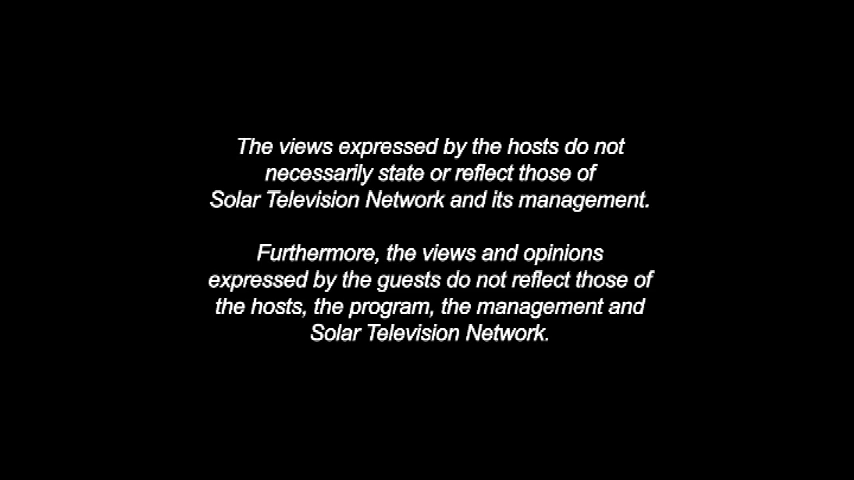 The views expressed by the hosts do not
necessarily state or reflect those of
Solar Television Network and its management.
Furthermore, the views and opinions
expressed by the guests do not reflect those of
the hosts, the program, the management and
Solar Television Network.